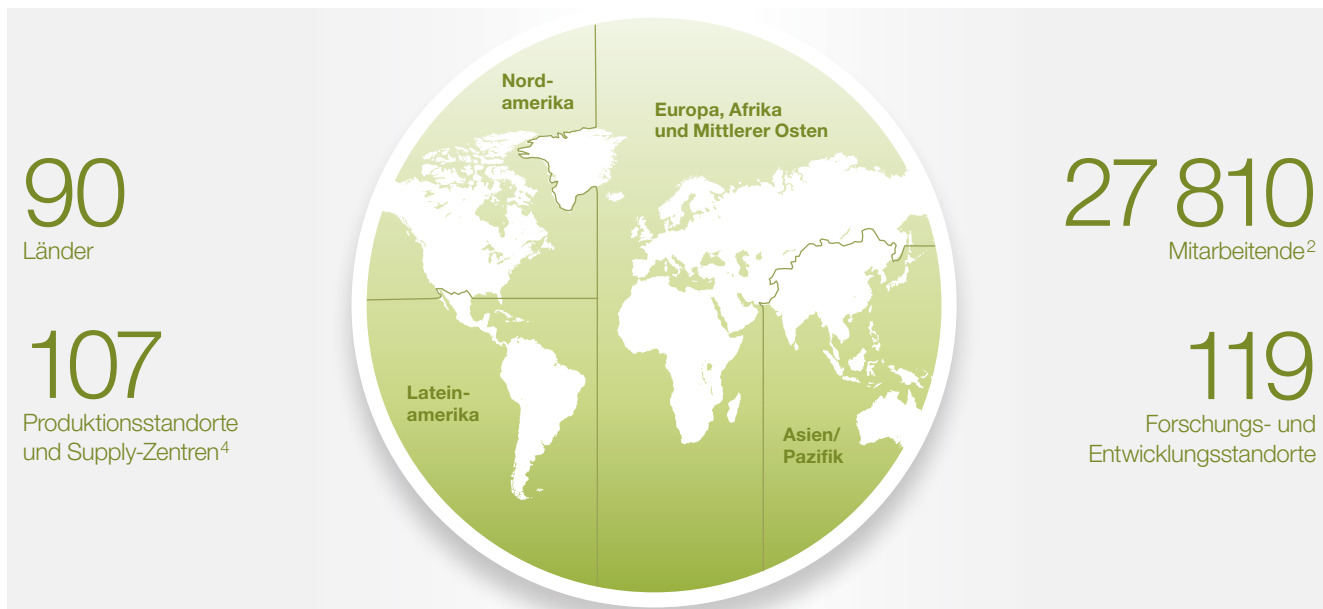 90
Länder
107
Produktionsstandorte
und Supply-Zentren⁴
Nord-
amerika
Europa, Afrika
und Mittlerer Osten
Latein-
amerika
Asien/
Pazifik
27 810
Mitarbeitende²
119
Forschungs- und
Entwicklungsstandorte